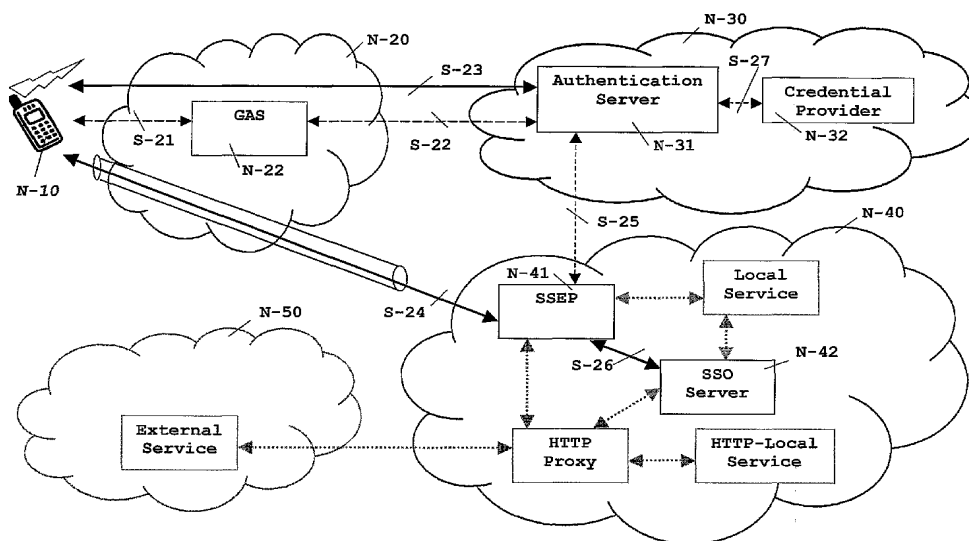 N-20
N-30
S-23
S-27
Authentication
Server
Credential
Provider
GAS
S-21
S-22
N-22
N-31
N-32
N-10
S-25
N-40
N-41
SSEP
Local
Service
S-24
N-50
S-26
N-42
SSO
Server
External
Service
HTTP
Proxy
HTTP-Local
Service